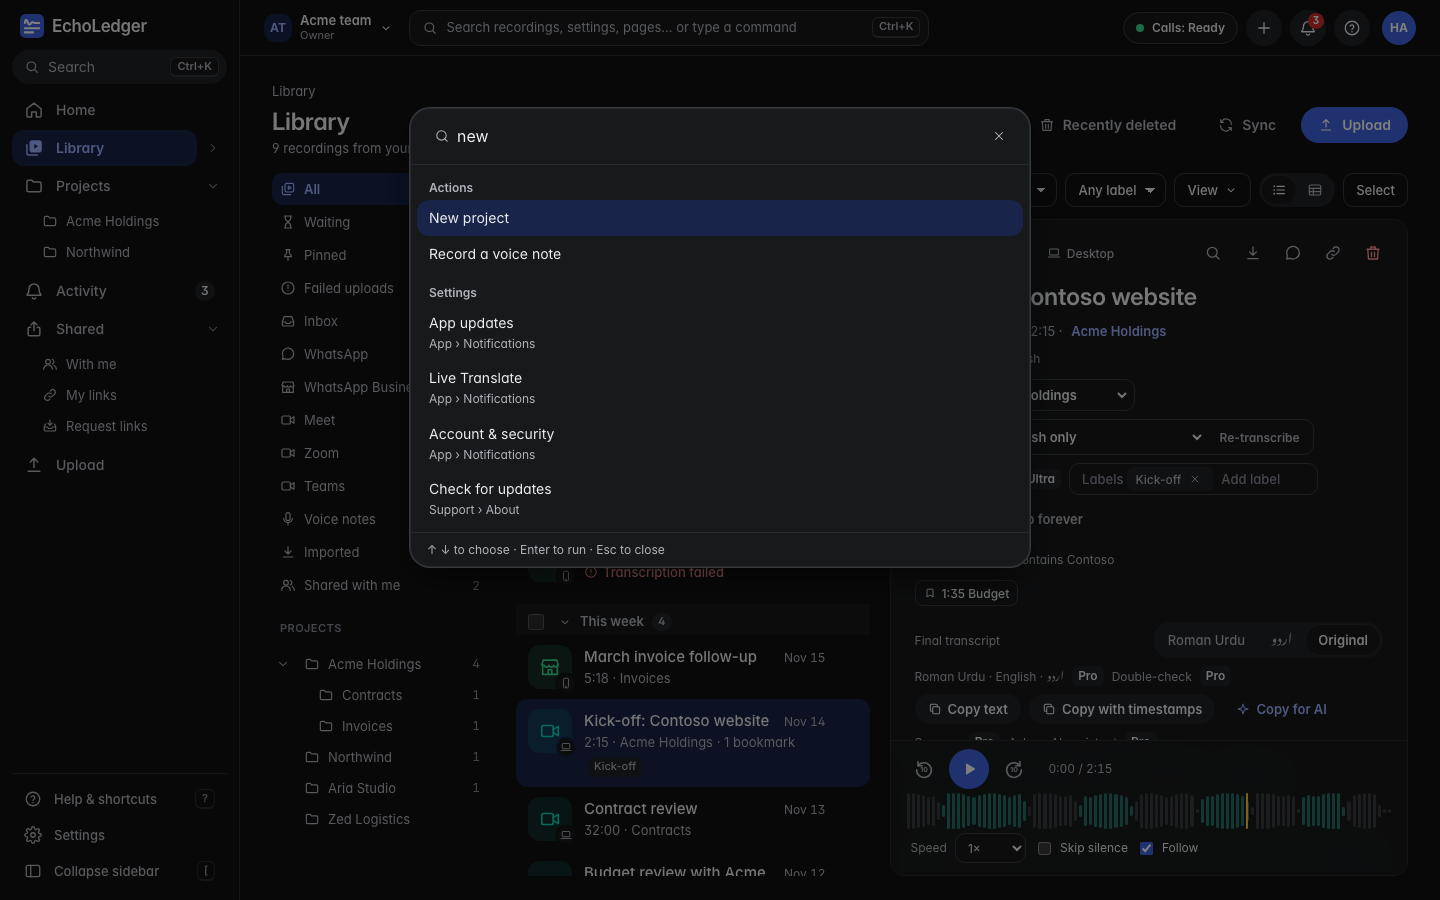 EchoLedger
Search Ctrl+K
Home
Library
Projects
Acme Holdings
Northwind
Activity 3
Shared
With me
My links
Request links
Upload
Help & shortcuts ?
Settings
Collapse sidebar [
AT Acme team
Owner
Search recordings, settings, pages... or type a command Ctrl+K
Calls: Ready
3
HA
Library
Library
9 recordings from you
Recently deleted
Sync
Upload
All
Waiting
Pinned
Failed uploads
Inbox
WhatsApp
WhatsApp Busine
Meet
Zoom
Teams
Voice notes
Imported
Shared with me 2
PROJECTS
Acme Holdings 4
Contracts 1
Invoices 1
Northwind 1
Aria Studio 1
Zed Logistics
Any label
View
Select
new
Actions
New project
Record a voice note
Settings
App updates
App › Notifications
Live Translate
App › Notifications
Account & security
App › Notifications
Check for updates
Support › About
↑ ↓ to choose · Enter to run · Esc to close
Transcription failed
This week 4
March invoice follow-up Nov 15
5:18 · Invoices
Kick-off: Contoso website Nov 14
2:15 · Acme Holdings · 1 bookmark
Kick-off
Contract review Nov 13
32:00 · Contracts
Budget review with Acme Nov 12
Desktop
ontoso website
2:15 · Acme Holdings
sh
oldings
sh only Re-transcribe
Ultra Labels Kick-off × Add label
o forever
ontains Contoso
1:35 Budget
Final transcript Roman Urdu اردو Original
Roman Urdu · English · اردو Pro Double-check Pro
Copy text Copy with timestamps Copy for AI
10 10 0:00 / 2:15
Speed 1× Skip silence Follow